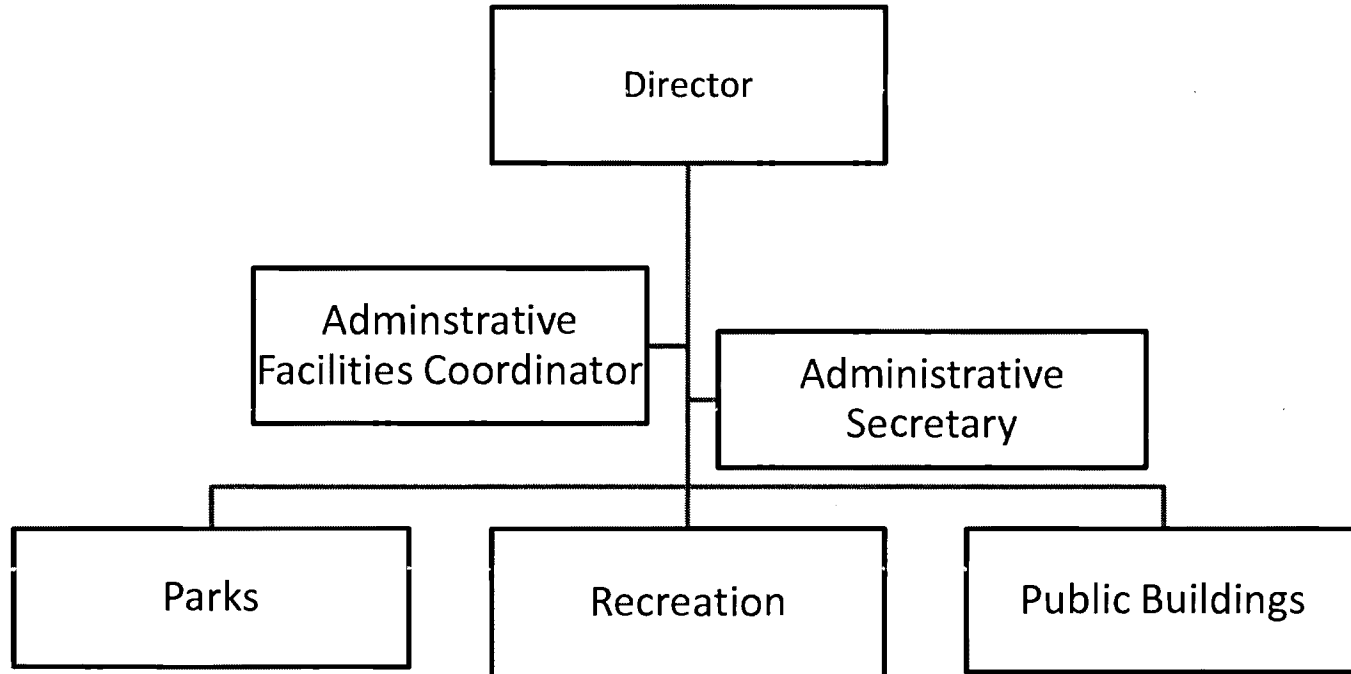 Director
Adminstrative
Facilities Coordinator
Administrative
Secretary
Parks
Recreation
Public Buildings